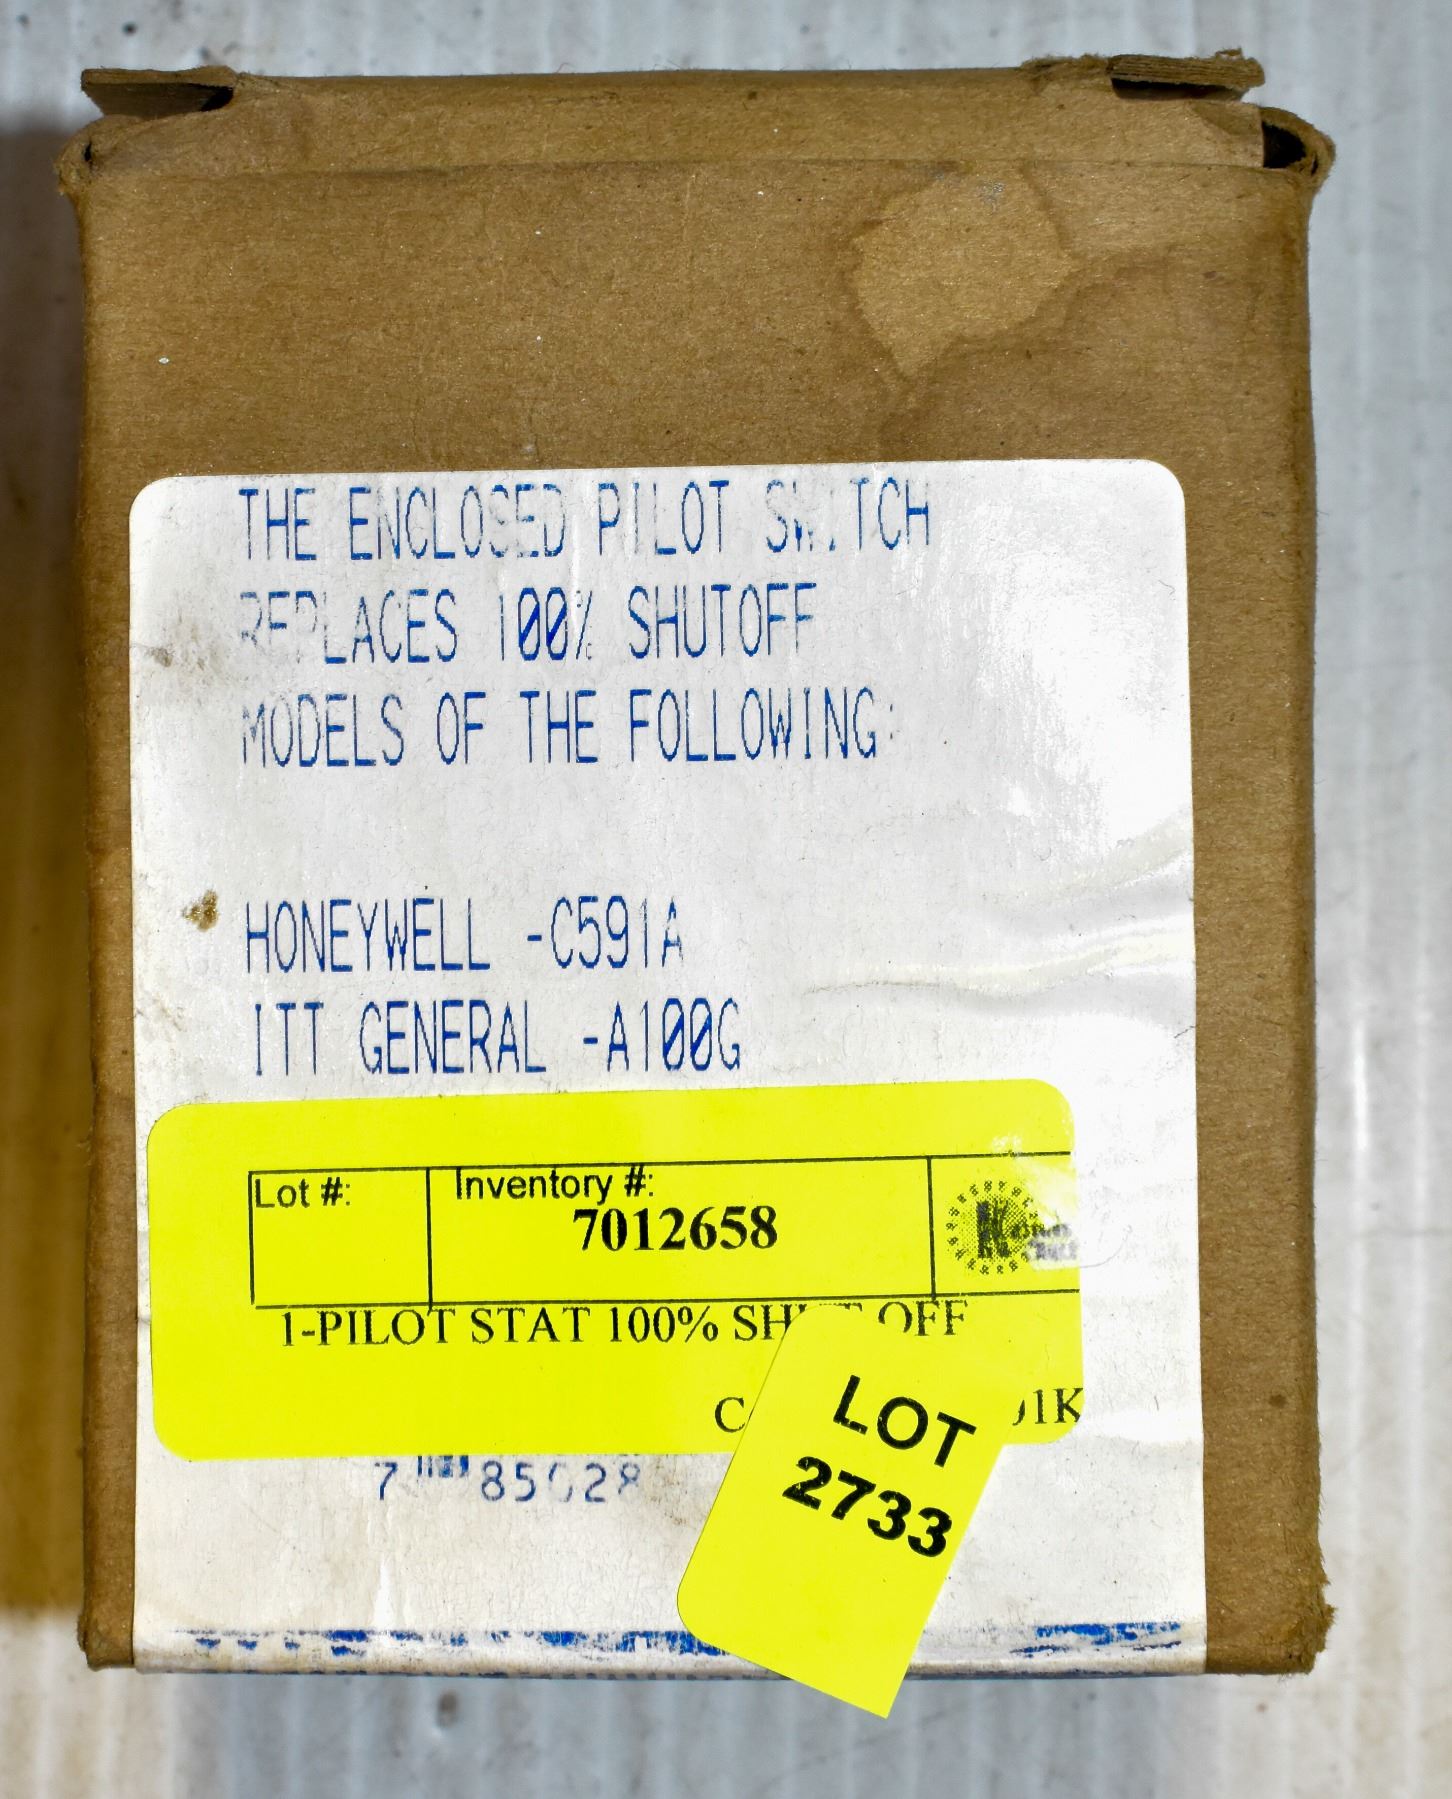 THE ENCLOSED PILOT SWITCH
REPLACES 100% SHUTOFF
MODELS OF THE FOLLOWING:
HONEYWELL -C591A
ITT GENERAL -A100G
Lot #:
Inventory #:
7012658
1-PILOT STAT 100% OFF
LOT
2733